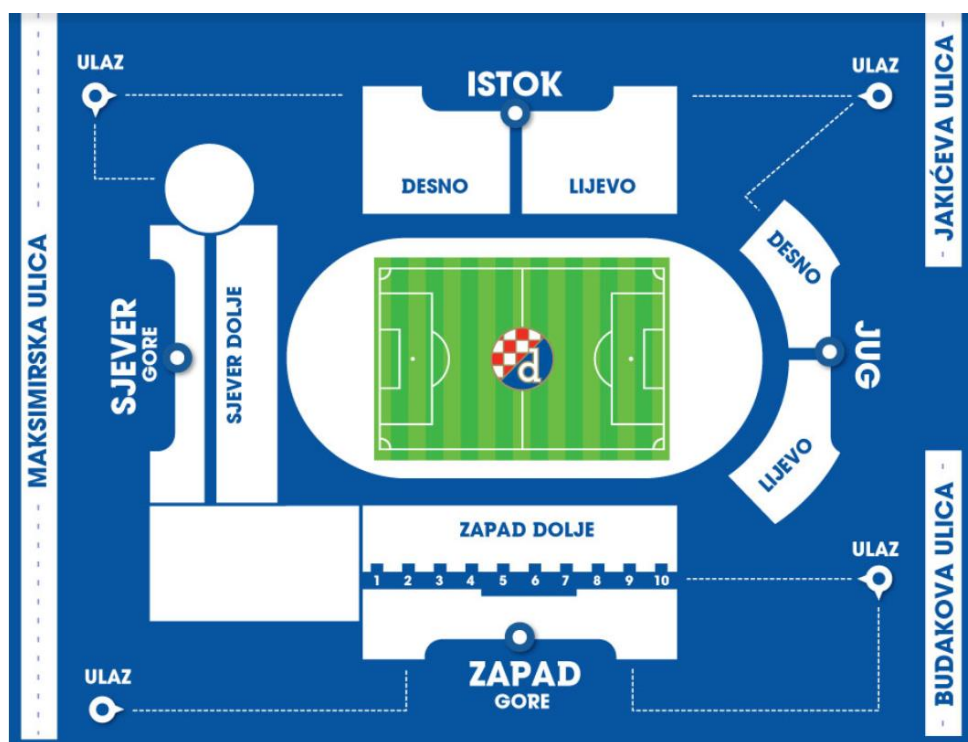 ULAZ
ISTOK
ULAZ
DESNO
LIJEVO
JAKIĆEVA ULICA
MAKSIMIRSKA ULICA
SJEVER
GORE
SJEVER DOLJE
d
DESNO
JUG
LIJEVO
ZAPAD DOLJE
1 2 3 4 5 6 7 8 9 10
ULAZ
BUDAKOVA ULICA
ULAZ
ZAPAD
GORE